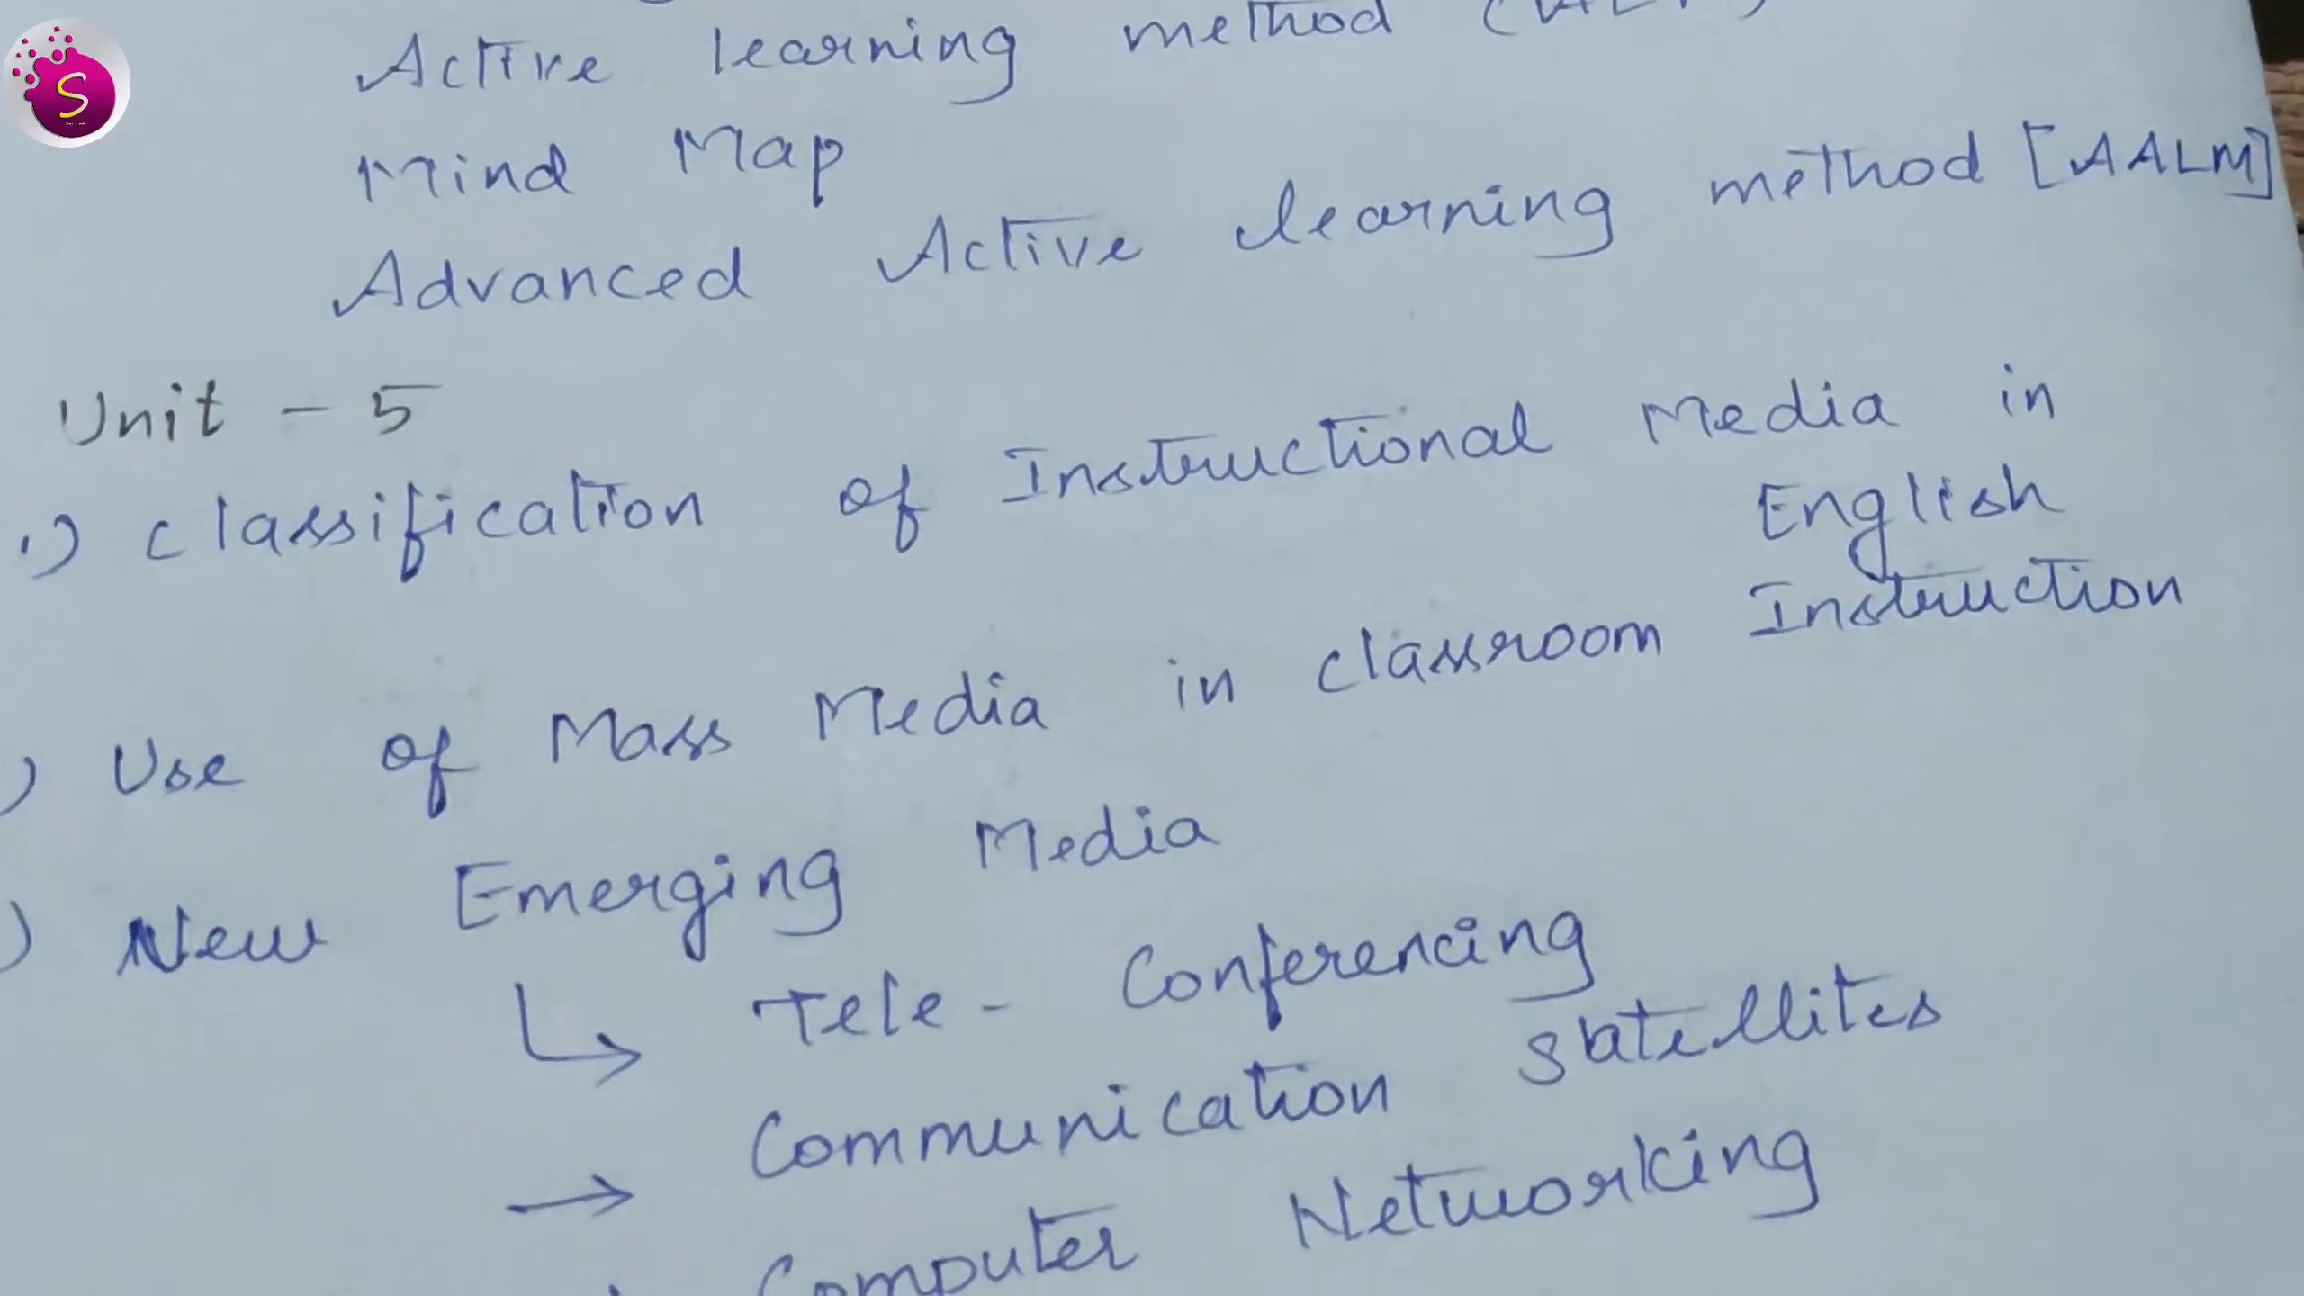 S
Active learning method
Mind Map
Advanced Active learning method [AALM]
Unit - 5
1) Classification of Instructional Media in
English
) Use of Mass Media in classroom Instruction
) New Emerging Media
↳ Tele - Conferencing
→ Communication Satellites
Computer Networking